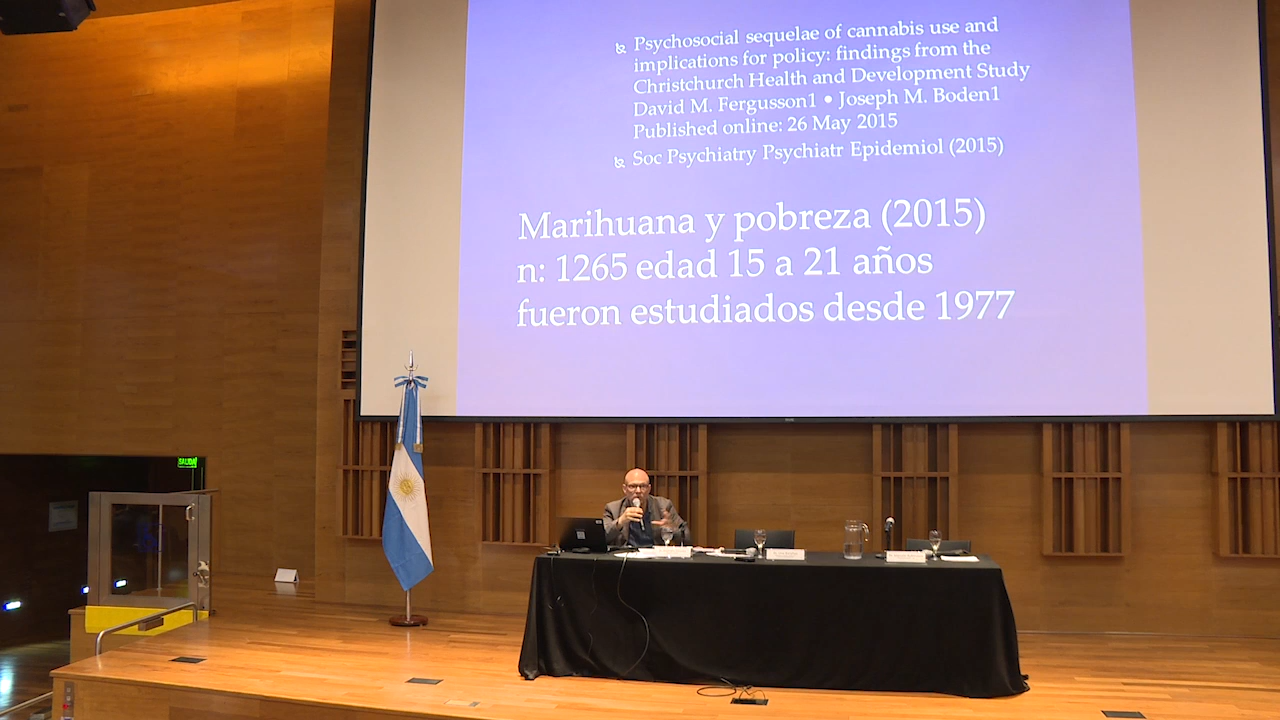 Psychosocial sequelae of cannabis use and
implications for policy: findings from the
Christchurch Health and Development Study
David M. Fergusson1 • Joseph M. Boden1
Published online: 26 May 2015
Soc Psychiatry Psychiatr Epidemiol (2015)
Marihuana y pobreza (2015)
n: 1265 edad 15 a 21 años
fueron estudiados desde 1977
SALIDA